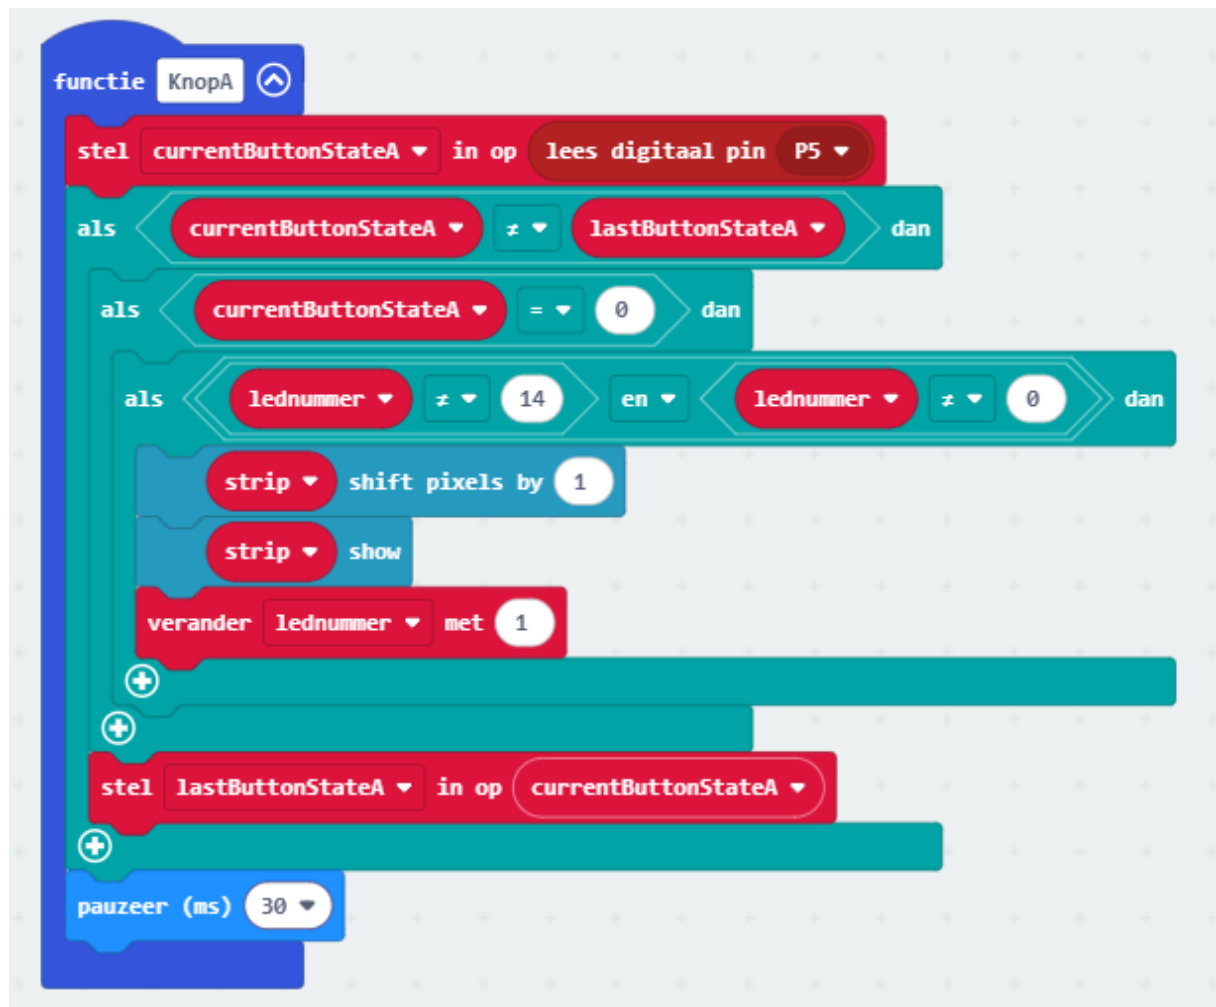 functie KnopA
stel currentButtonStateA in op lees digitaal pin P5
als currentButtonStateA ≠ lastButtonStateA dan
als currentButtonStateA = 0 dan
als lednummer ≠ 14 en lednummer ≠ 0 dan
strip shift pixels by 1
strip show
verander lednummer met 1
stel lastButtonStateA in op currentButtonStateA
pauzeer (ms) 30